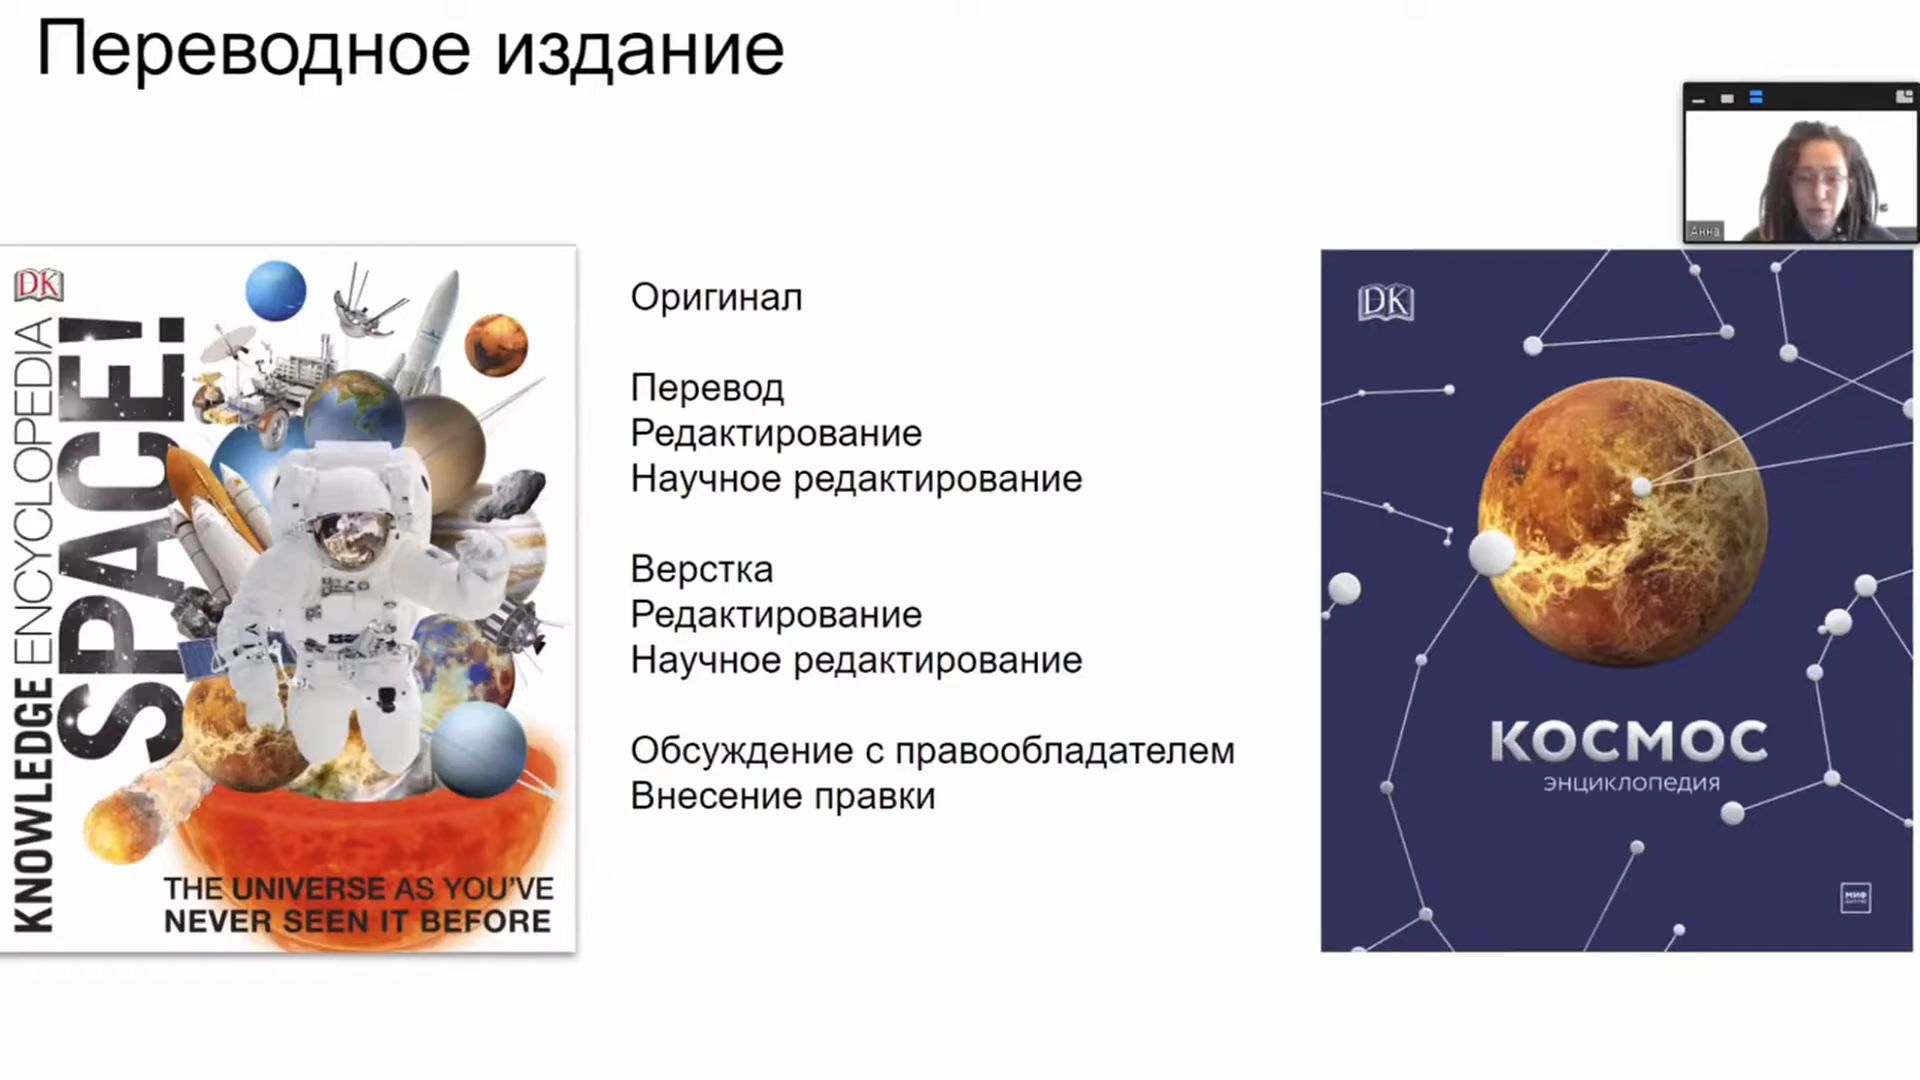 Переводное издание
Анна
DK
KNOWLEDGE ENCYCLOPEDIA
SPACE!
THE UNIVERSE AS YOU'VE
NEVER SEEN IT BEFORE
Оригинал
Перевод
Редактирование
Научное редактирование
Верстка
Редактирование
Научное редактирование
Обсуждение с правообладателем
Внесение правки
DK
КОСМОС
ЭНЦИКЛОПЕДИЯ
МИФ